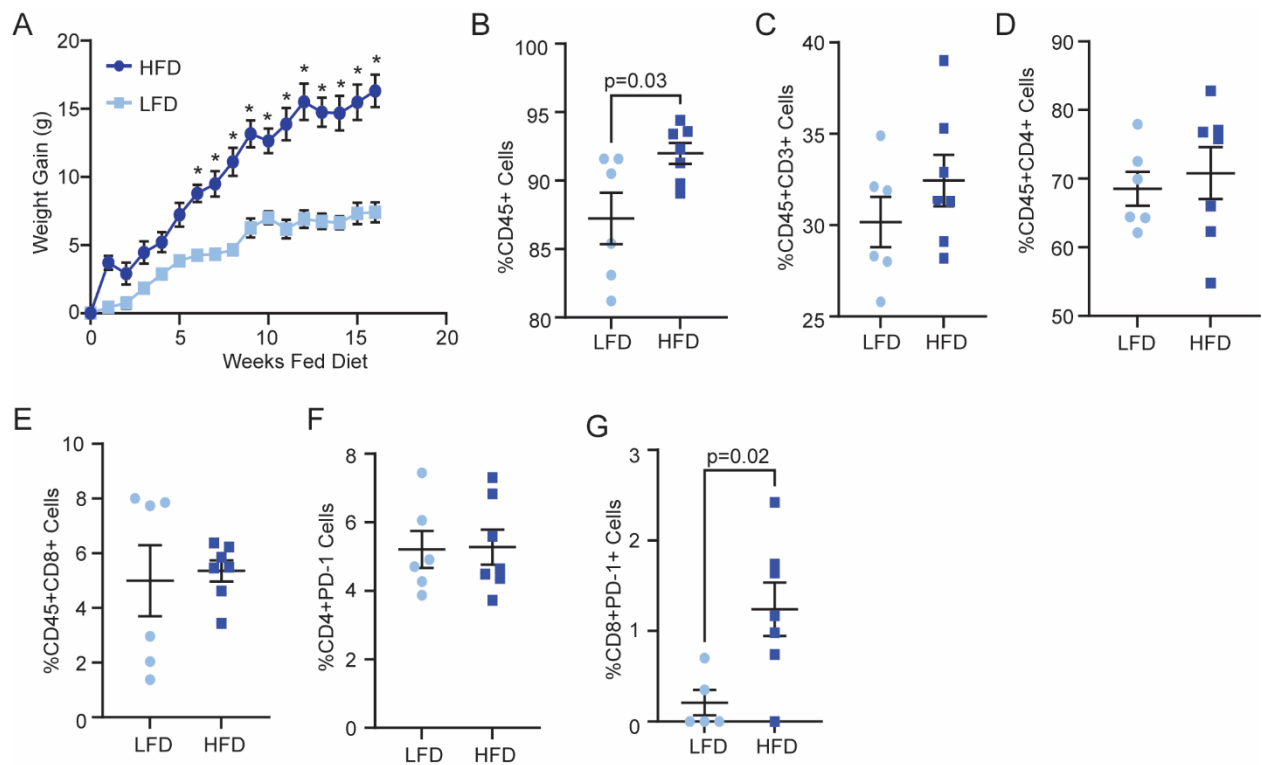 A
20
15
10
5
0
Weight Gain (g)
HFD
LFD
* * * * * * * * * * *
0 5 10 15 20
Weeks Fed Diet
B
100
95
90
85
80
%CD45+ Cells
p=0.03
LFD HFD
C
40
35
30
25
%CD45+CD3+ Cells
LFD HFD
D
90
80
70
60
50
%CD45+CD4+ Cells
LFD HFD
E
10
8
6
4
2
0
%CD45+CD8+ Cells
LFD HFD
F
8
6
4
2
0
%CD4+PD-1 Cells
LFD HFD
G
3
2
1
0
%CD8+PD-1+ Cells
p=0.02
LFD HFD